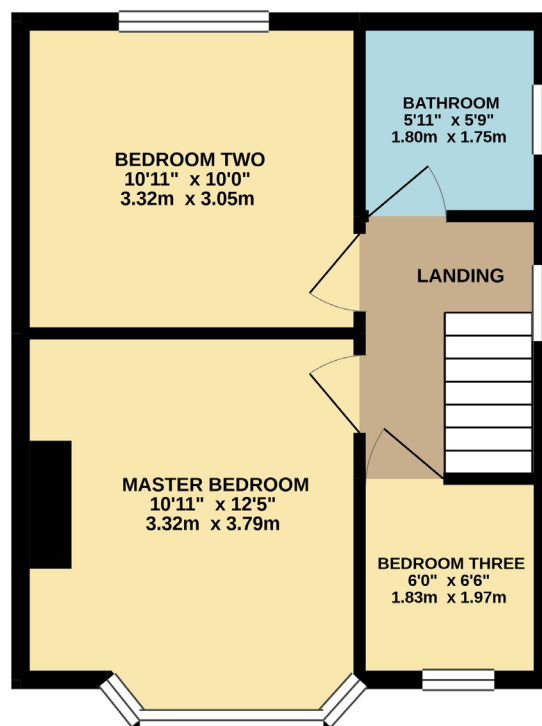 BATHROOM
5'11" x 5'9"
1.80m x 1.75m
BEDROOM TWO
10'11" x 10'0"
3.32m x 3.05m
LANDING
MASTER BEDROOM
10'11" x 12'5"
3.32m x 3.79m
BEDROOM THREE
6'0" x 6'6"
1.83m x 1.97m